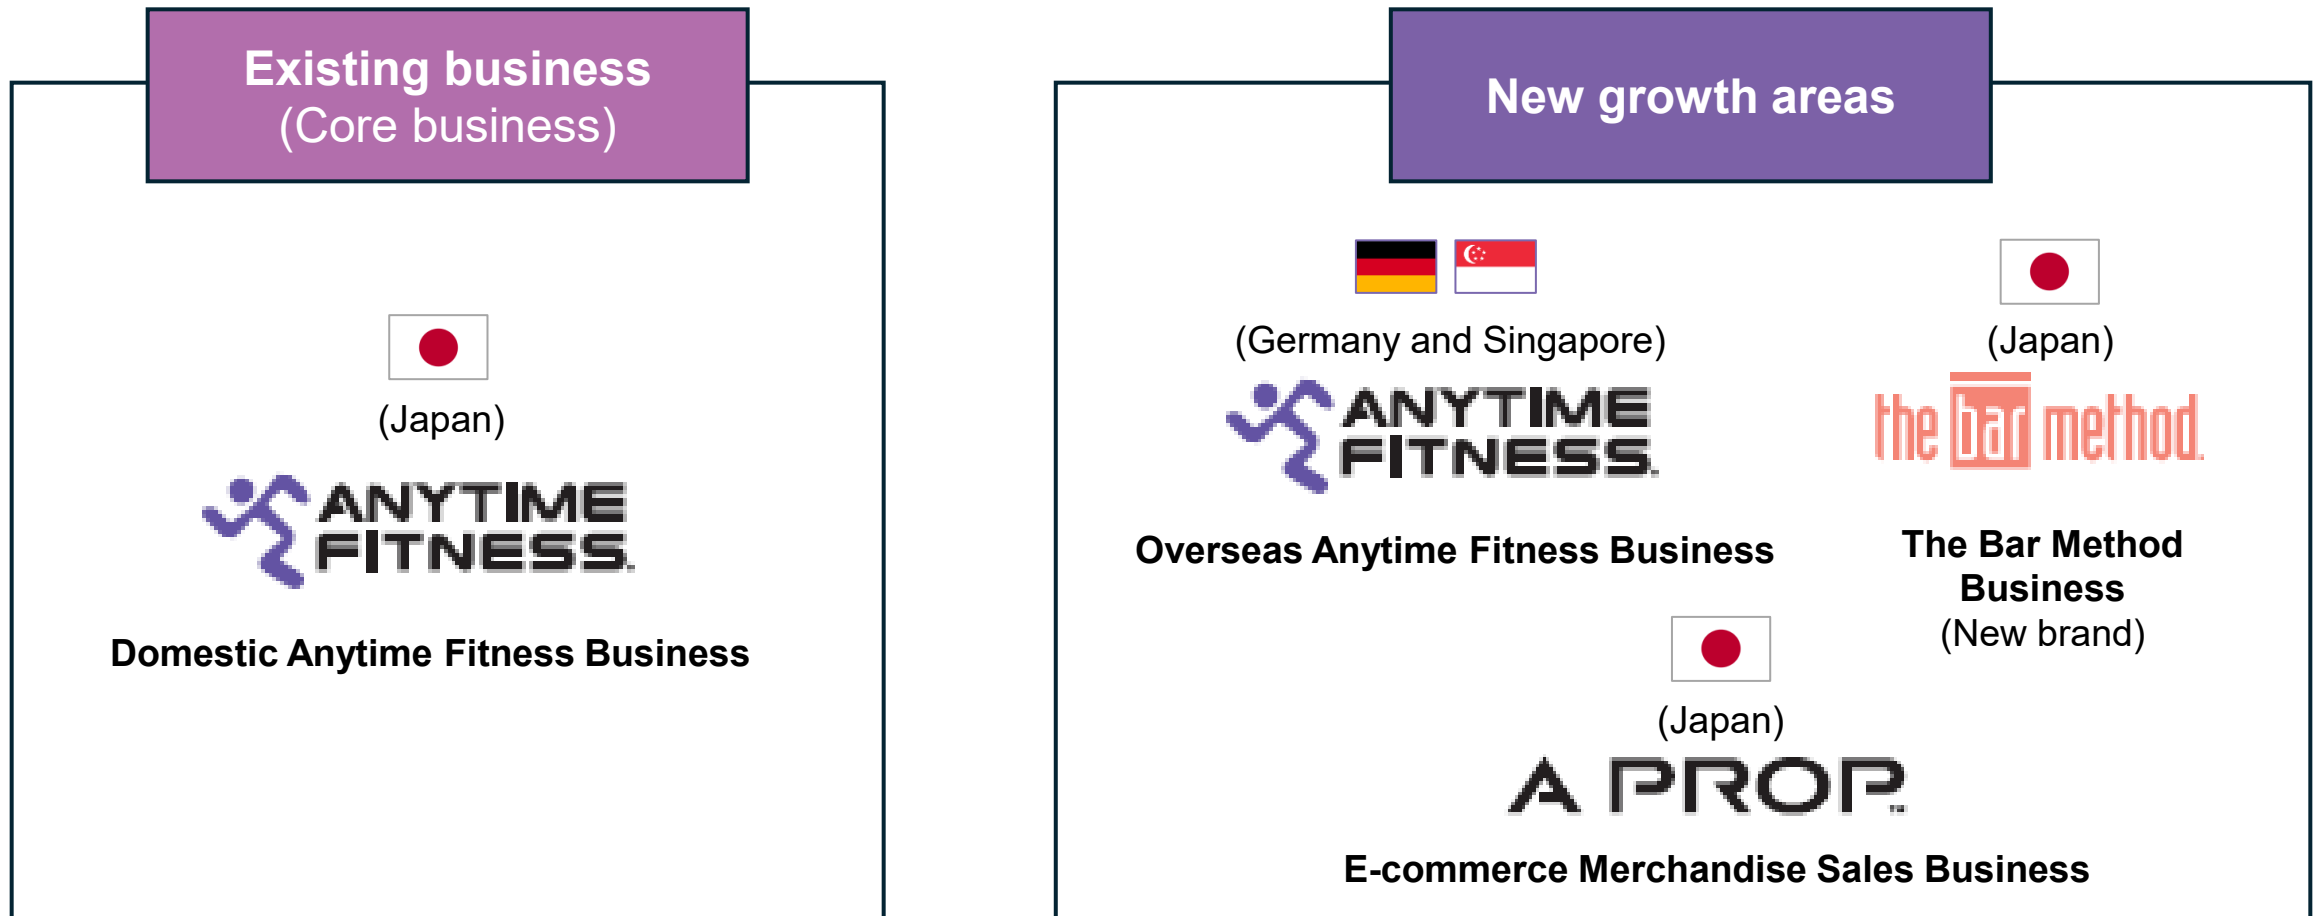 Existing business
(Core business)
(Japan)
ANYTIME
FITNESS.
Domestic Anytime Fitness Business
New growth areas
(Germany and Singapore)
ANYTIME
FITNESS.
Overseas Anytime Fitness Business
(Japan)
the bar method.
The Bar Method
Business
(New brand)
(Japan)
A PROP™
E-commerce Merchandise Sales Business